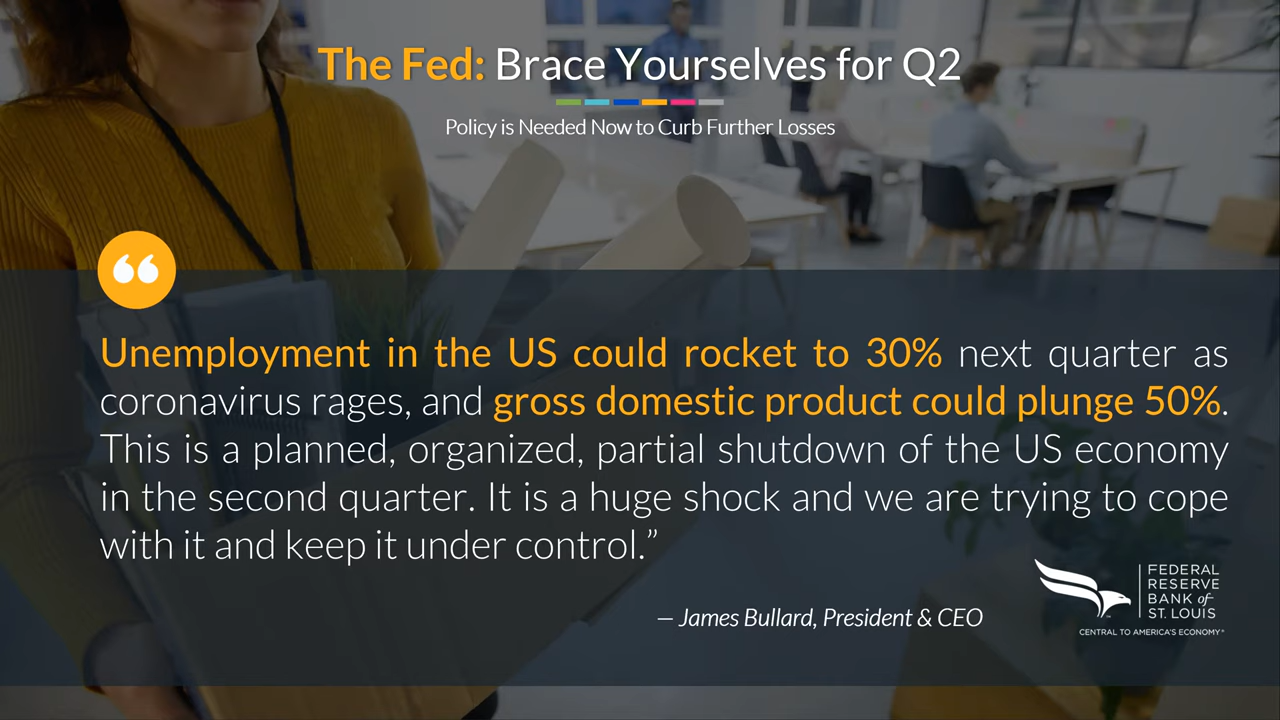 The Fed: Brace Yourselves for Q2
Policy is Needed Now to Curb Further Losses
“
Unemployment in the US could rocket to 30% next quarter as
coronavirus rages, and gross domestic product could plunge 50%.
This is a planned, organized, partial shutdown of the US economy
in the second quarter. It is a huge shock and we are trying to cope
with it and keep it under control.”
— James Bullard, President & CEO
FEDERAL
RESERVE
BANK of
ST. LOUIS
CENTRAL TO AMERICA'S ECONOMY®